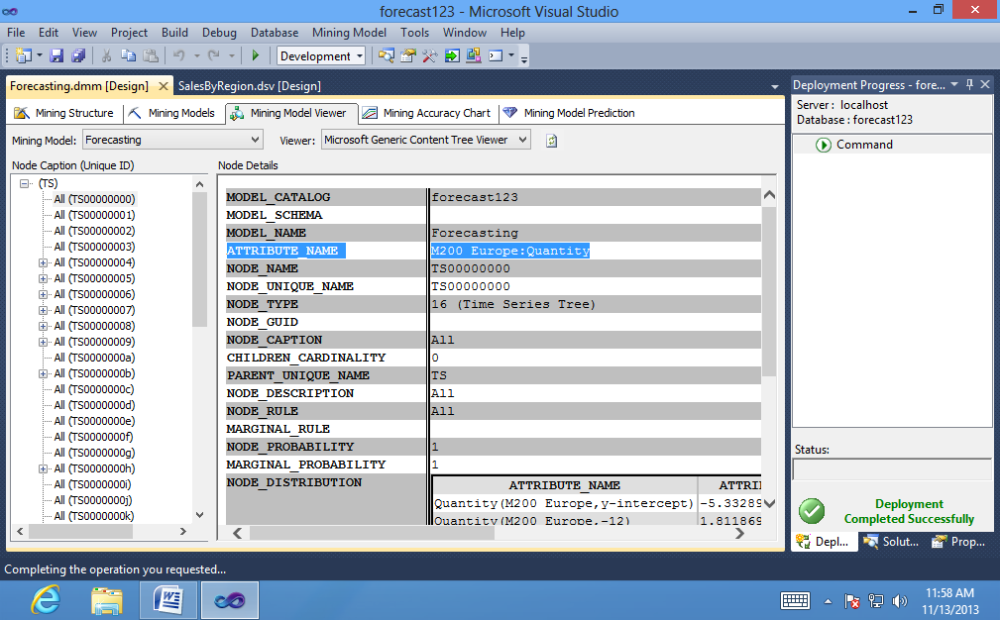 forecast123 - Microsoft Visual Studio
File Edit View Project Build Debug Database Mining Model Tools Window Help
Development
Forecasting.dmm [Design] SalesByRegion.dsv [Design]
Mining Structure Mining Models Mining Model Viewer Mining Accuracy Chart Mining Model Prediction
Mining Model: Forecasting Viewer: Microsoft Generic Content Tree Viewer
Node Caption (Unique ID)
(TS)
All (TS00000000)
All (TS00000001)
All (TS00000002)
All (TS00000003)
All (TS00000004)
All (TS00000005)
All (TS00000006)
All (TS00000007)
All (TS00000008)
All (TS00000009)
All (TS0000000a)
All (TS0000000b)
All (TS0000000c)
All (TS0000000d)
All (TS0000000e)
All (TS0000000f)
All (TS0000000g)
All (TS0000000h)
All (TS0000000i)
All (TS0000000j)
All (TS0000000k)
Node Details
MODEL_CATALOG forecast123
MODEL_SCHEMA
MODEL_NAME Forecasting
ATTRIBUTE_NAME M200 Europe:Quantity
NODE_NAME TS00000000
NODE_UNIQUE_NAME TS00000000
NODE_TYPE 16 (Time Series Tree)
NODE_GUID
NODE_CAPTION All
CHILDREN_CARDINALITY 0
PARENT_UNIQUE_NAME TS
NODE_DESCRIPTION All
NODE_RULE All
MARGINAL_RULE
NODE_PROBABILITY 1
MARGINAL_PROBABILITY 1
NODE_DISTRIBUTION
ATTRIBUTE_NAME ATTRI
Quantity(M200 Europe,y-intercept) -5.33289
Quantity(M200 Europe,-12) 1.811869
Deployment Progress - fore...
Server : localhost
Database : forecast123
Command
Status:
Deployment
Completed Successfully
Depl... Solut... Prop...
Completing the operation you requested...
11:58 AM
11/13/2013